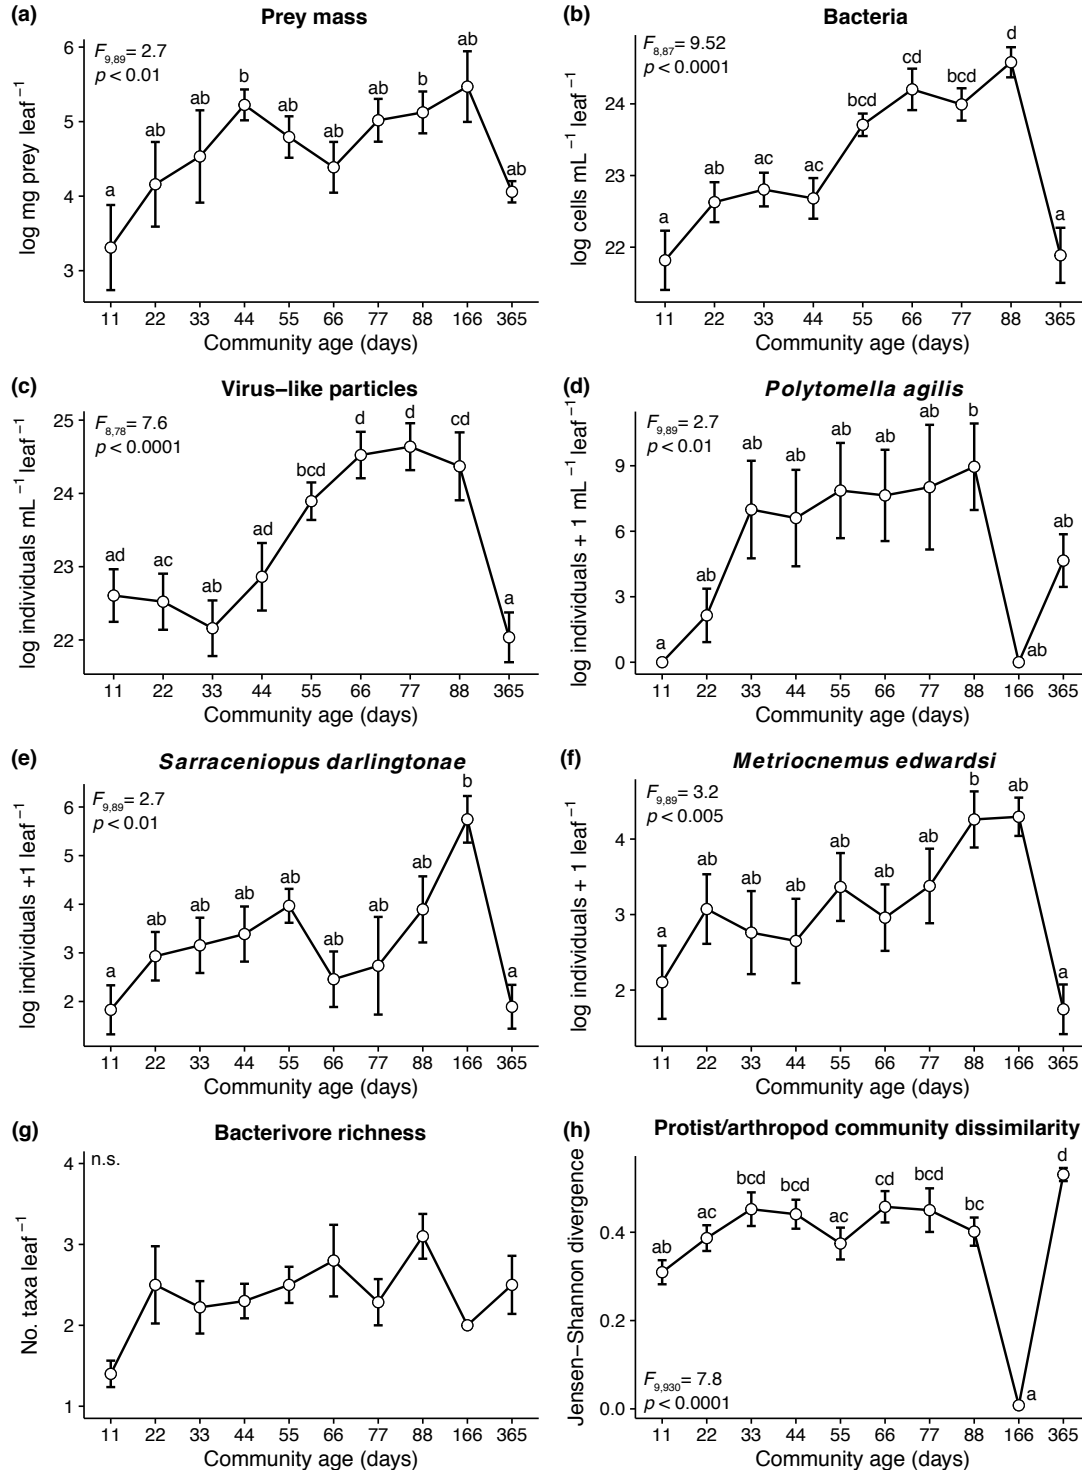 (a) Prey mass
F9,89= 2.7
p < 0.01
log mg prey leaf −1
6
5
4
3
a ab ab b ab ab ab b ab ab
11 22 33 44 55 66 77 88 166 365
Community age (days)
(b) Bacteria
F8,87 = 9.52
p < 0.0001
log cells mL −1 leaf −1
24
23
22
a ab ac ac bcd cd bcd d a
11 22 33 44 55 66 77 88 365
Community age (days)
(c) Virus−like particles
F8,78= 7.6
p < 0.0001
log individuals mL −1 leaf −1
25
24
23
22
ad ac ab ad bcd d d cd a
11 22 33 44 55 66 77 88 365
Community age (days)
(d) Polytomella agilis
F9,89= 2.7
p < 0.01
log individuals + 1 mL −1 leaf −1
9
6
3
0
a ab ab ab ab ab ab b ab ab
11 22 33 44 55 66 77 88 166 365
Community age (days)
(e) Sarraceniopus darlingtonae
F9,89= 2.7
p < 0.01
log individuals +1 leaf −1
6
5
4
3
2
a ab ab ab ab ab ab ab b a
11 22 33 44 55 66 77 88 166 365
Community age (days)
(f) Metriocnemus edwardsi
F9,89= 3.2
p < 0.005
log individuals + 1 leaf −1
4
3
2
a ab ab ab ab ab ab b ab a
11 22 33 44 55 66 77 88 166 365
Community age (days)
(g) Bacterivore richness
n.s.
No. taxa leaf −1
4
3
2
1
11 22 33 44 55 66 77 88 166 365
Community age (days)
(h) Protist/arthropod community dissimilarity
F9,930= 7.8
p < 0.0001
Jensen−Shannon divergence
0.4
0.2
0.0
ab ac bcd bcd ac cd bcd bc a d
11 22 33 44 55 66 77 88 166 365
Community age (days)